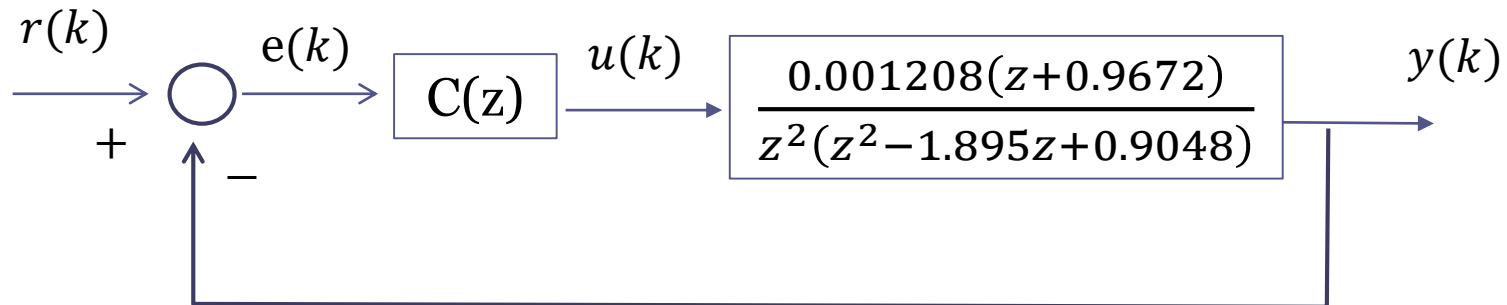 r(k)
e(k)
C(z)
u(k)
0.001208(z+0.9672)
z²(z²−1.895z+0.9048)
y(k)
+
−